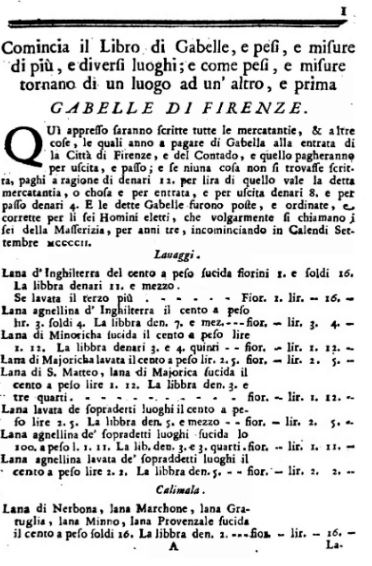 1
Comincia il Libro di Gabelle, e pesi, e misure
di più, e diversi luoghi; e come pesi, e misure
tornano di un luogo ad un' altro, e prima
GABELLE DI FIRENZE.
QUì appresso saranno scritte tutte le mercatantie, & altre
cose, le quali anno a pagare di Gabella alla entrata di
la Città di Firenze, e del Contado, e quello pagheranno
per uscita, e passo; e se niuna cosa non si trovasse scrit-
ta, paghi a ragione di denari 12. per lira di quello vale la detta
mercatantia, o chosa e per entrata, e per uscita denari 8. e per
passo denari 4. E le dette Gabelle furono poste, e ordinate, e
corrette per li sei Homini eletti, che volgarmente si chiamano i
sei della Masserizia, per anni tre, incominciando in Calendi Set-
tembre MCCCCII.
Lavaggi.
Lana d'Inghilterra del cento a peso sucida fiorini 1. e soldi 16.
La libbra denari 11. e mezzo.
Se lavata il terzo più . - - - - - Fior. 1. lir. - 16. -
Lana agnellina d' Inghilterra il cento a peso
hr. 3. soldi 4. La libbra den. 7. e mez. --- fior. - lir. 3. 4. -
Lana di Minoricha sucida il cento a peso lire
1. 12. La libbra denari 3. e 4. quinti - - fior. - lir. 1. 12. -
Lana di Majoricha lavata il cento a peso lir. 2. 5. fior. - lir. 2. 5. -
Lana di S. Matteo, lana di Majorica sucida il
cento a peso lire 1. 12. La libbra den. 3. e
tre quarti. - - - - - - - - - fior. - lir. 1. 12. -
Lana lavata de sopradetti luoghi il cento a pe-
so lire 2. 5. La libbra den. 5. e mezzo - - fior. - lir. 2. 5. -
Lana agnellina de' sopradetti luoghi sucida lo
100. a peso l. 1. 11. La lib. den. 3. e 3. quarti. fior. - lir. 1. 11. -
Lana agnellina lavata de' sopraddetti luoghi il
cento a peso lir. 2. 2. La libbra den. 5. - - fior. - lir. 2. 2. -
Calimala.
Lana di Nerbona, lana Marchone, lana Gra-
tuglia, lana Minno, lana Provenzale sucida
il cento a peso soldi 16. La libbra den. 2. --- fior. - lir. - 16. -
A La-